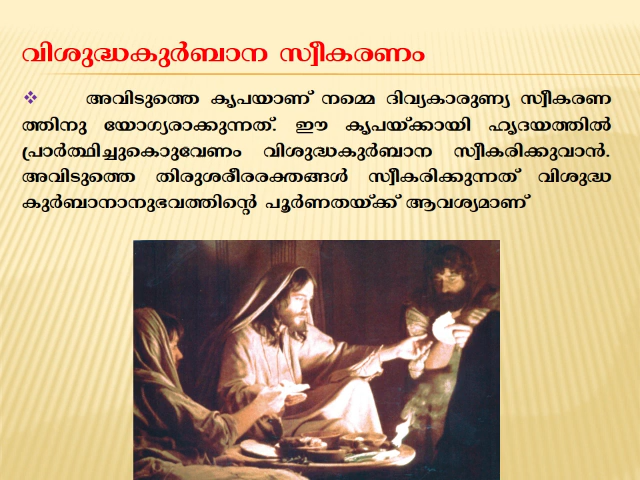 വിശുദ്ധകുർബാന സ്വീകരണം
അവിടുത്തെ കൃപയാണ് നമ്മെ ദിവ്യകാരുണ്യ സ്വീകരണ
ത്തിനു യോഗ്യരാക്കുന്നത്. ഈ കൃപയ്ക്കായി ഹൃദയത്തിൽ
പ്രാർത്ഥിച്ചുകൊുവേണം വിശുദ്ധകുർബാന സ്വീകരിക്കുവാൻ.
അവിടുത്തെ തിരുശരീരരക്തങ്ങൾ സ്വീകരിക്കുന്നത് വിശുദ്ധ
കുർബാനാനുഭവത്തിന്റെ പൂർണതയ്ക്ക് ആവശ്യമാണ്